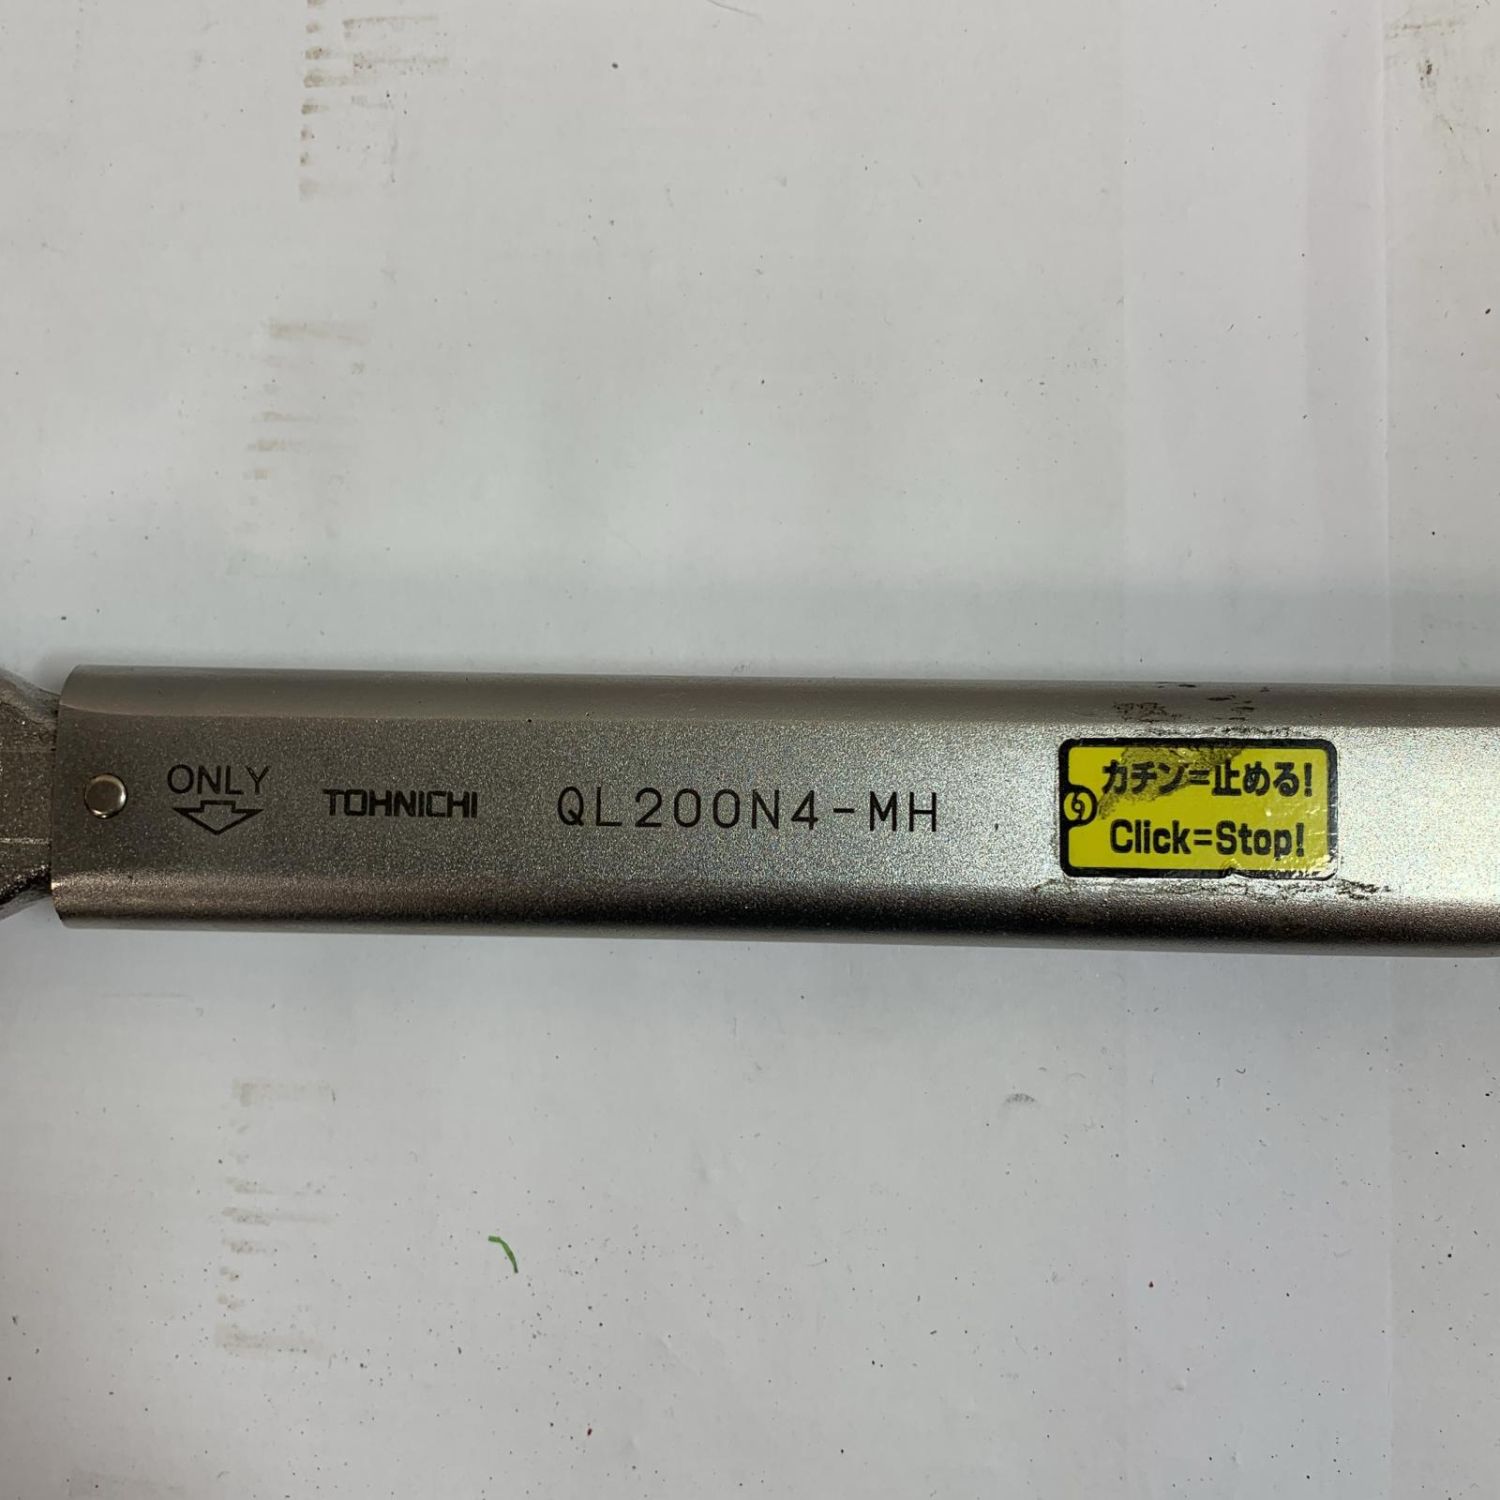 ONLY
TOHNICHI QL200N4-MH
カチン=止める!
Click=Stop!